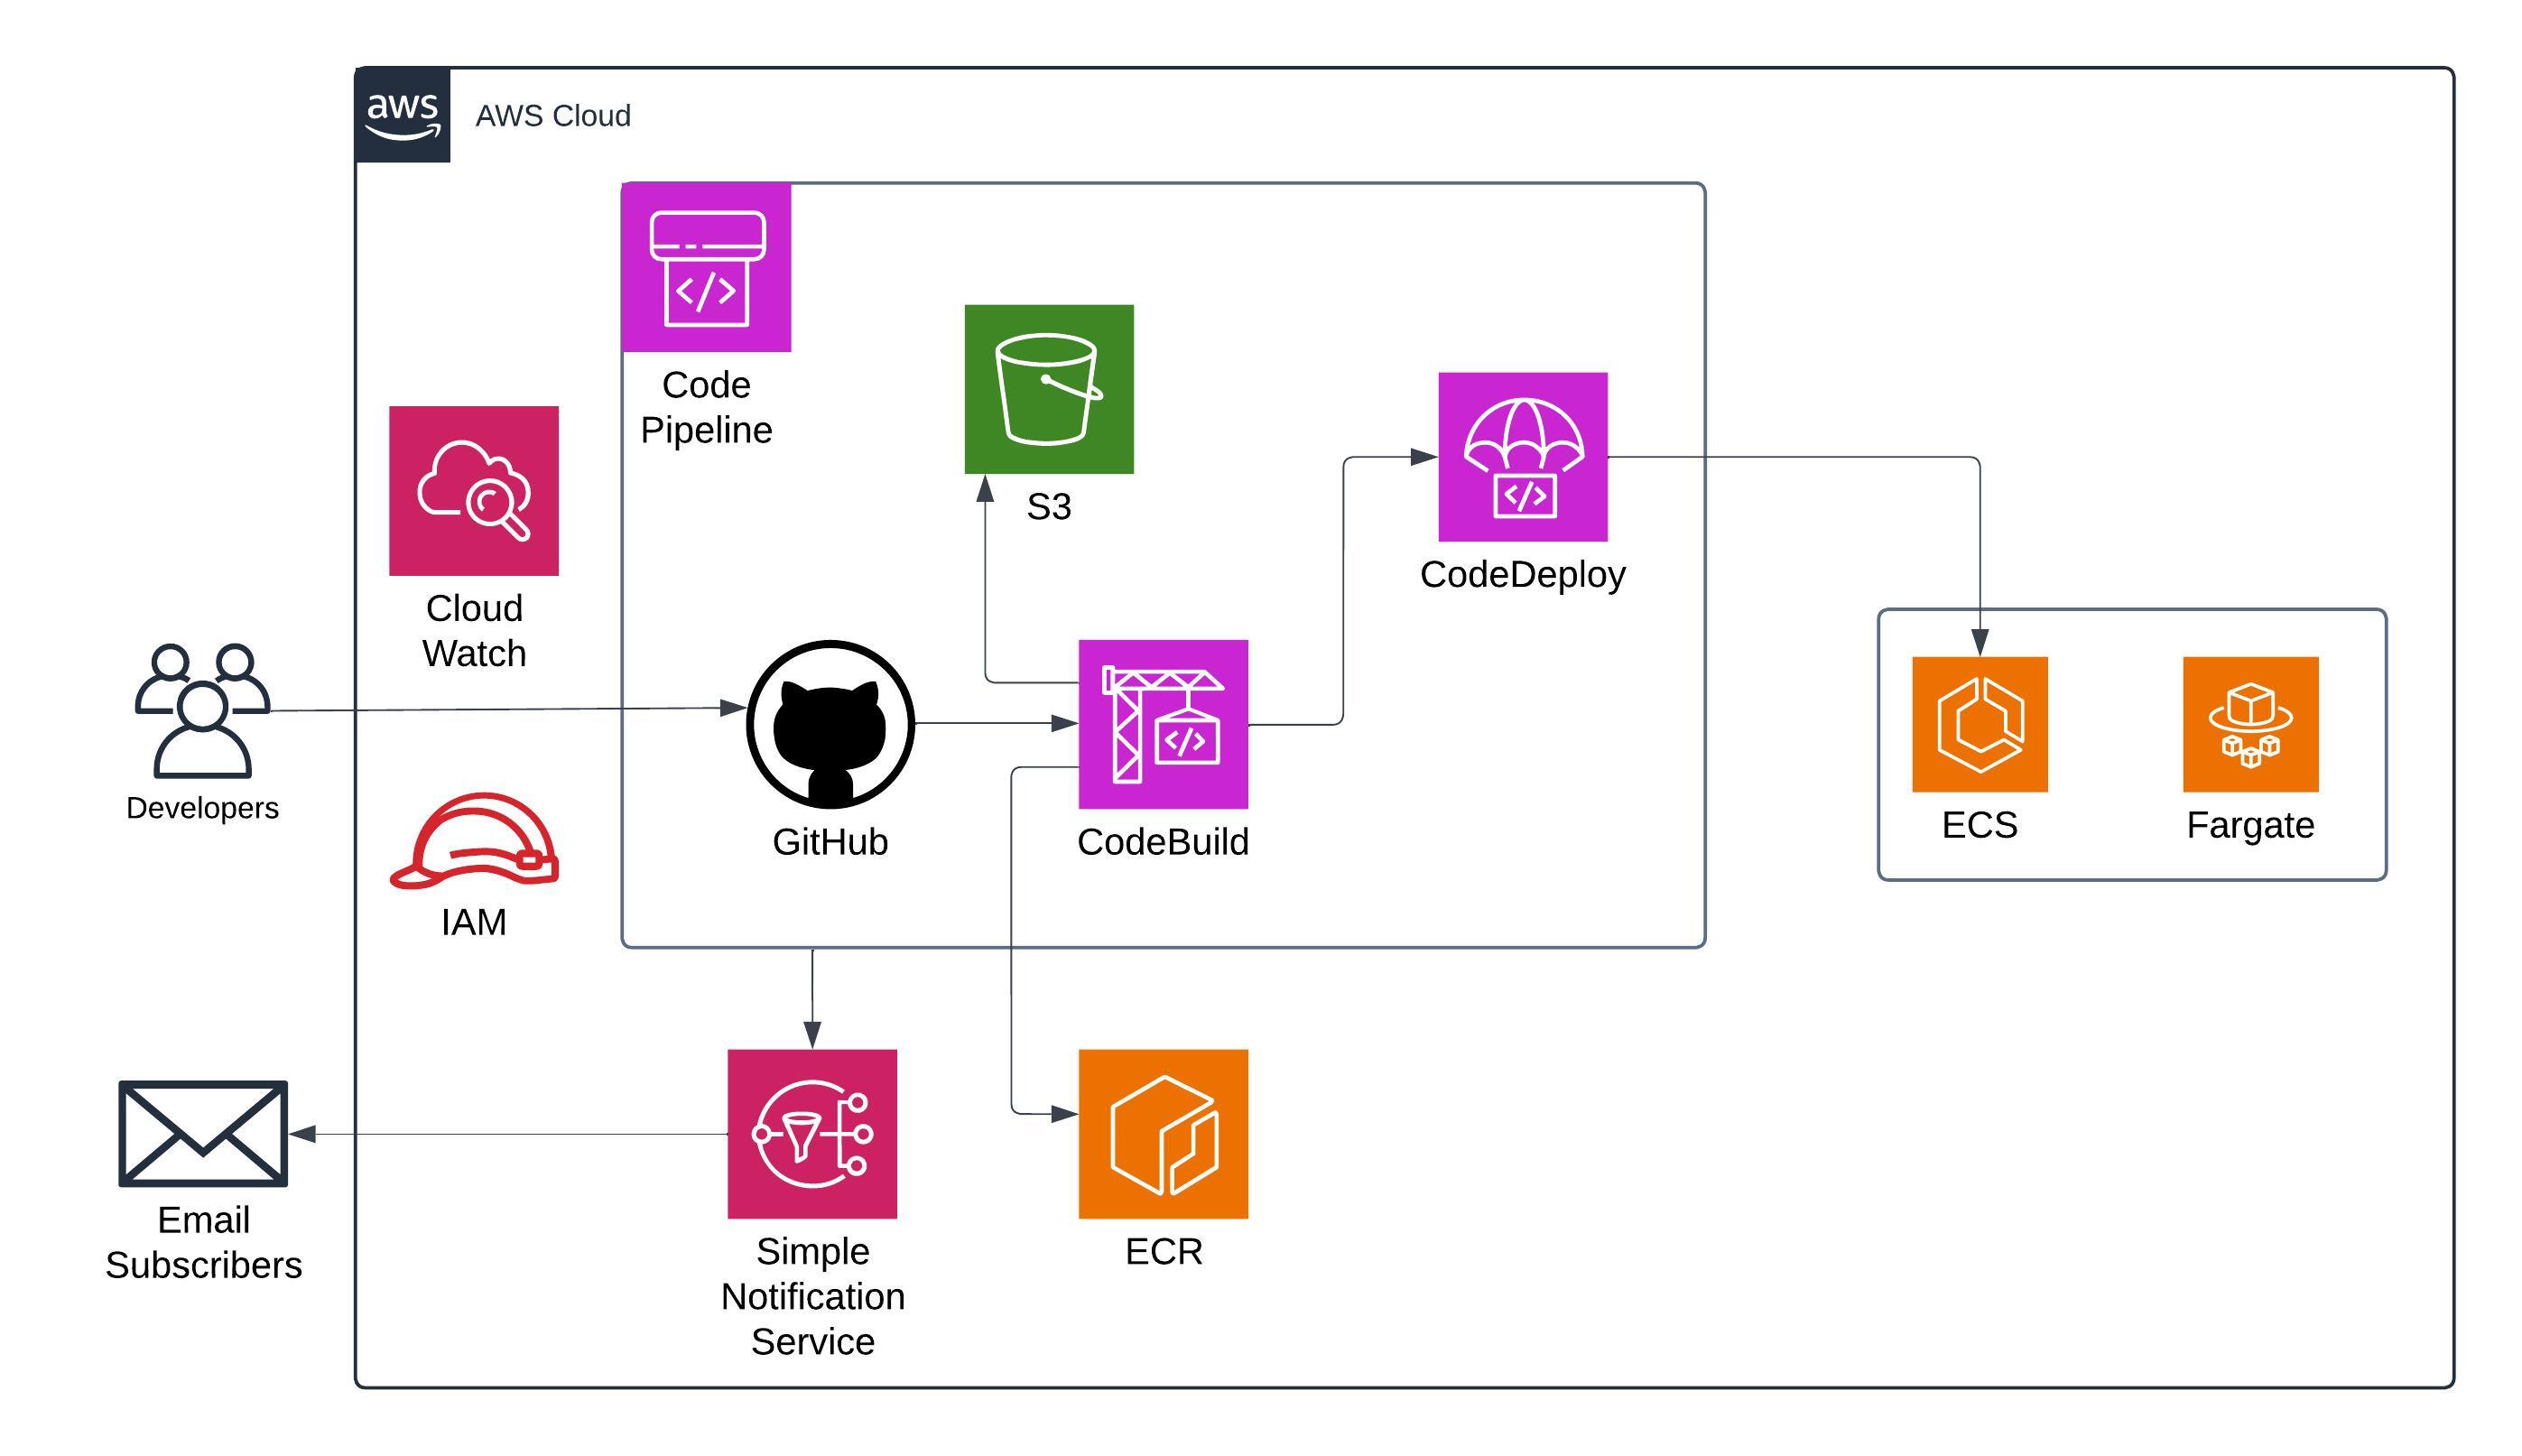 aws
AWS Cloud
Code
Pipeline
S3
CodeDeploy
Cloud
Watch
Developers
GitHub
CodeBuild
ECS
Fargate
IAM
Email
Subscribers
Simple
Notification
Service
ECR